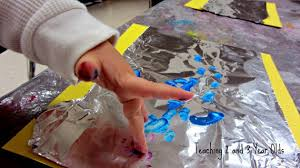 Teaching 2 and 3 Year Olds